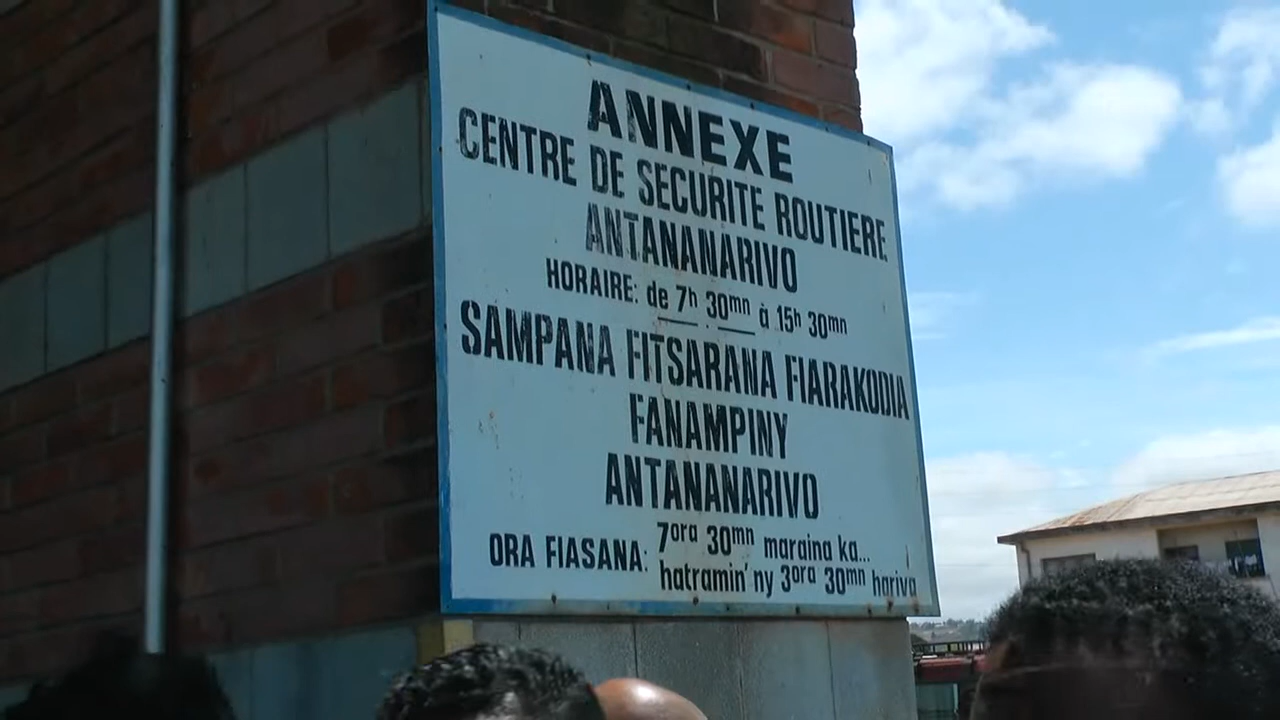 ANNEXE
CENTRE DE SECURITE ROUTIERE
ANTANANARIVO
HORAIRE: de 7h 30mn à 15h 30mn
SAMPANA FITSARANA FIARAKODIA
FANAMPINY
ANTANANARIVO
ORA FIASANA: 7ora 30mn maraina ka...
hatramin'ny 3ora 30mn hariva